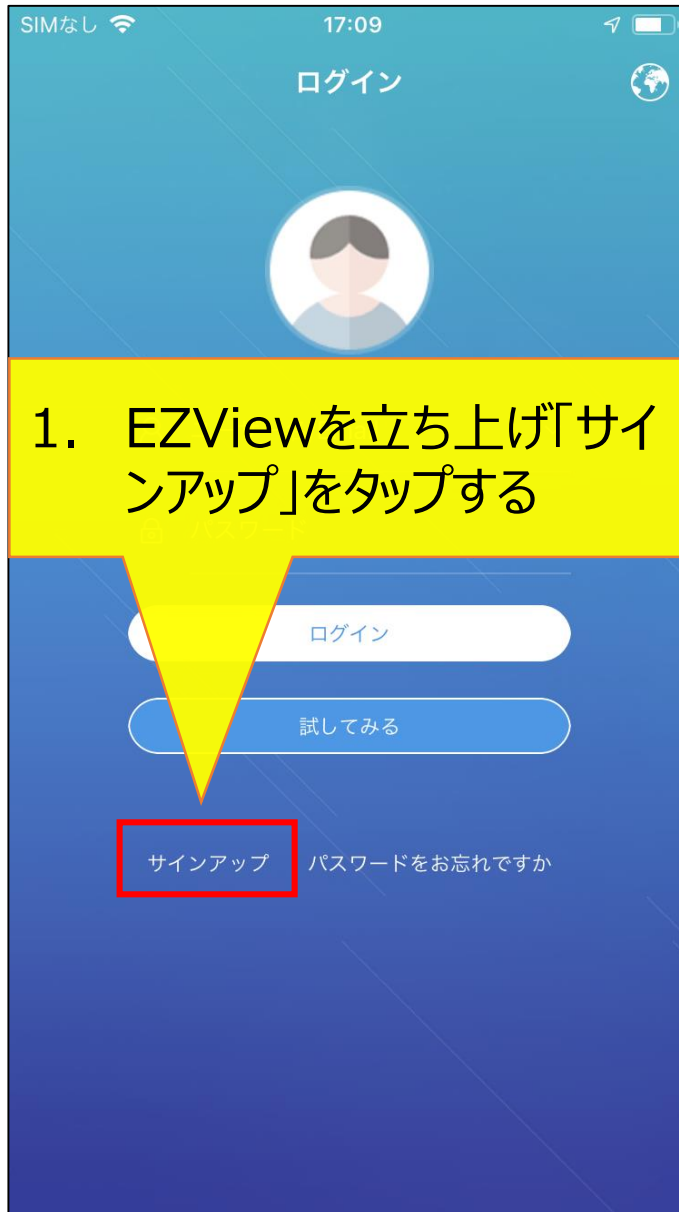 SIMなし 17:09
ログイン
1. EZViewを立ち上げ「サイ
ンアップ」をタップする
パスワード
ログイン
試してみる
サインアップ パスワードをお忘れですか